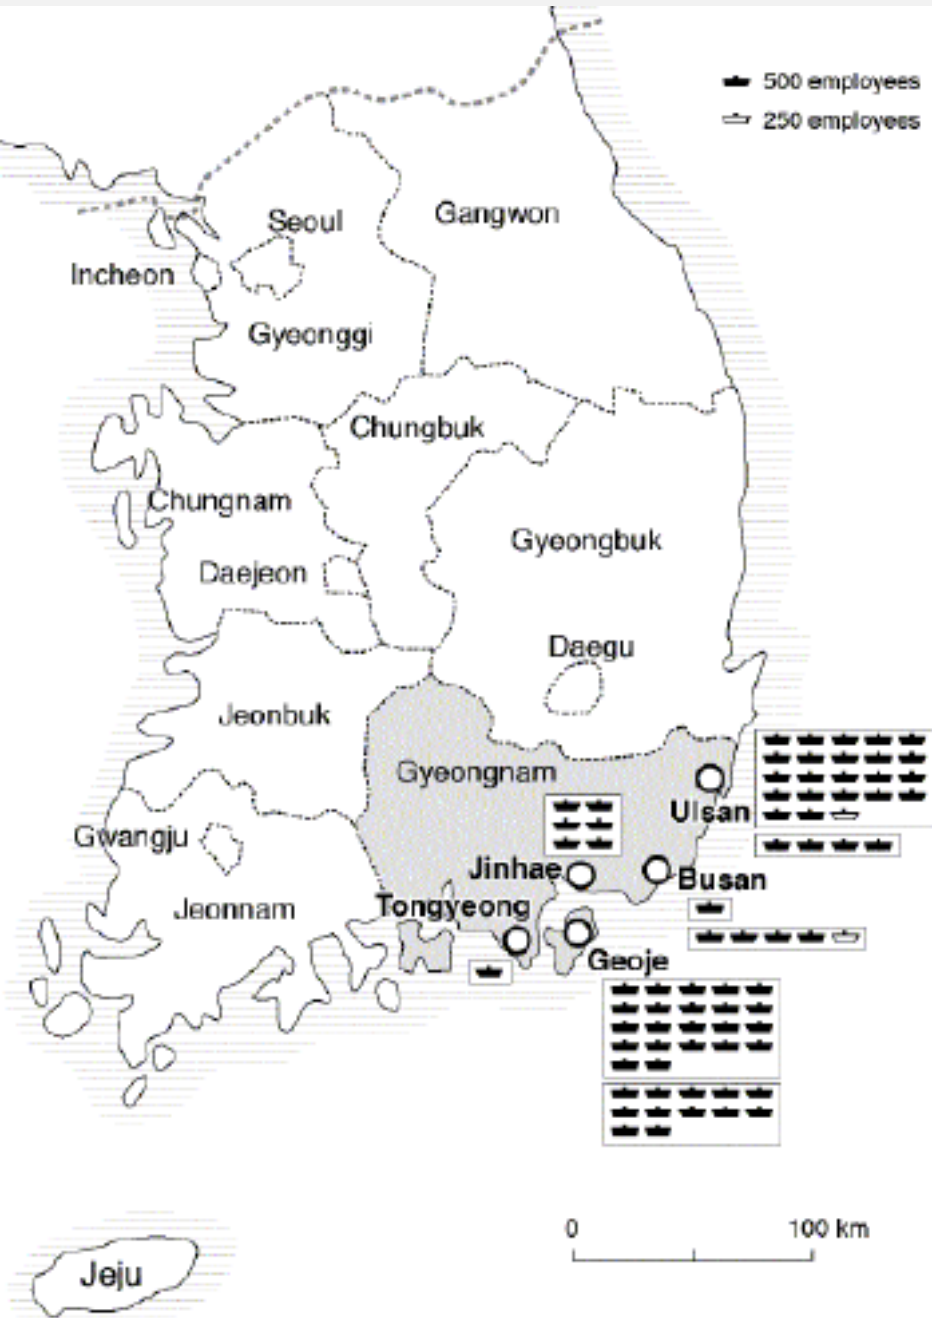 500 employees
250 employees
Seoul
Gangwon
Incheon
Gyeonggi
Chungbuk
Chungnam
Gyeongbuk
Daejeon
Daegu
Jeonbuk
Gyeongnam
Ulsan
Gwangju
Jinhae
Busan
Tongyeong
Jeonnam
Geoje
0 100 km
Jeju